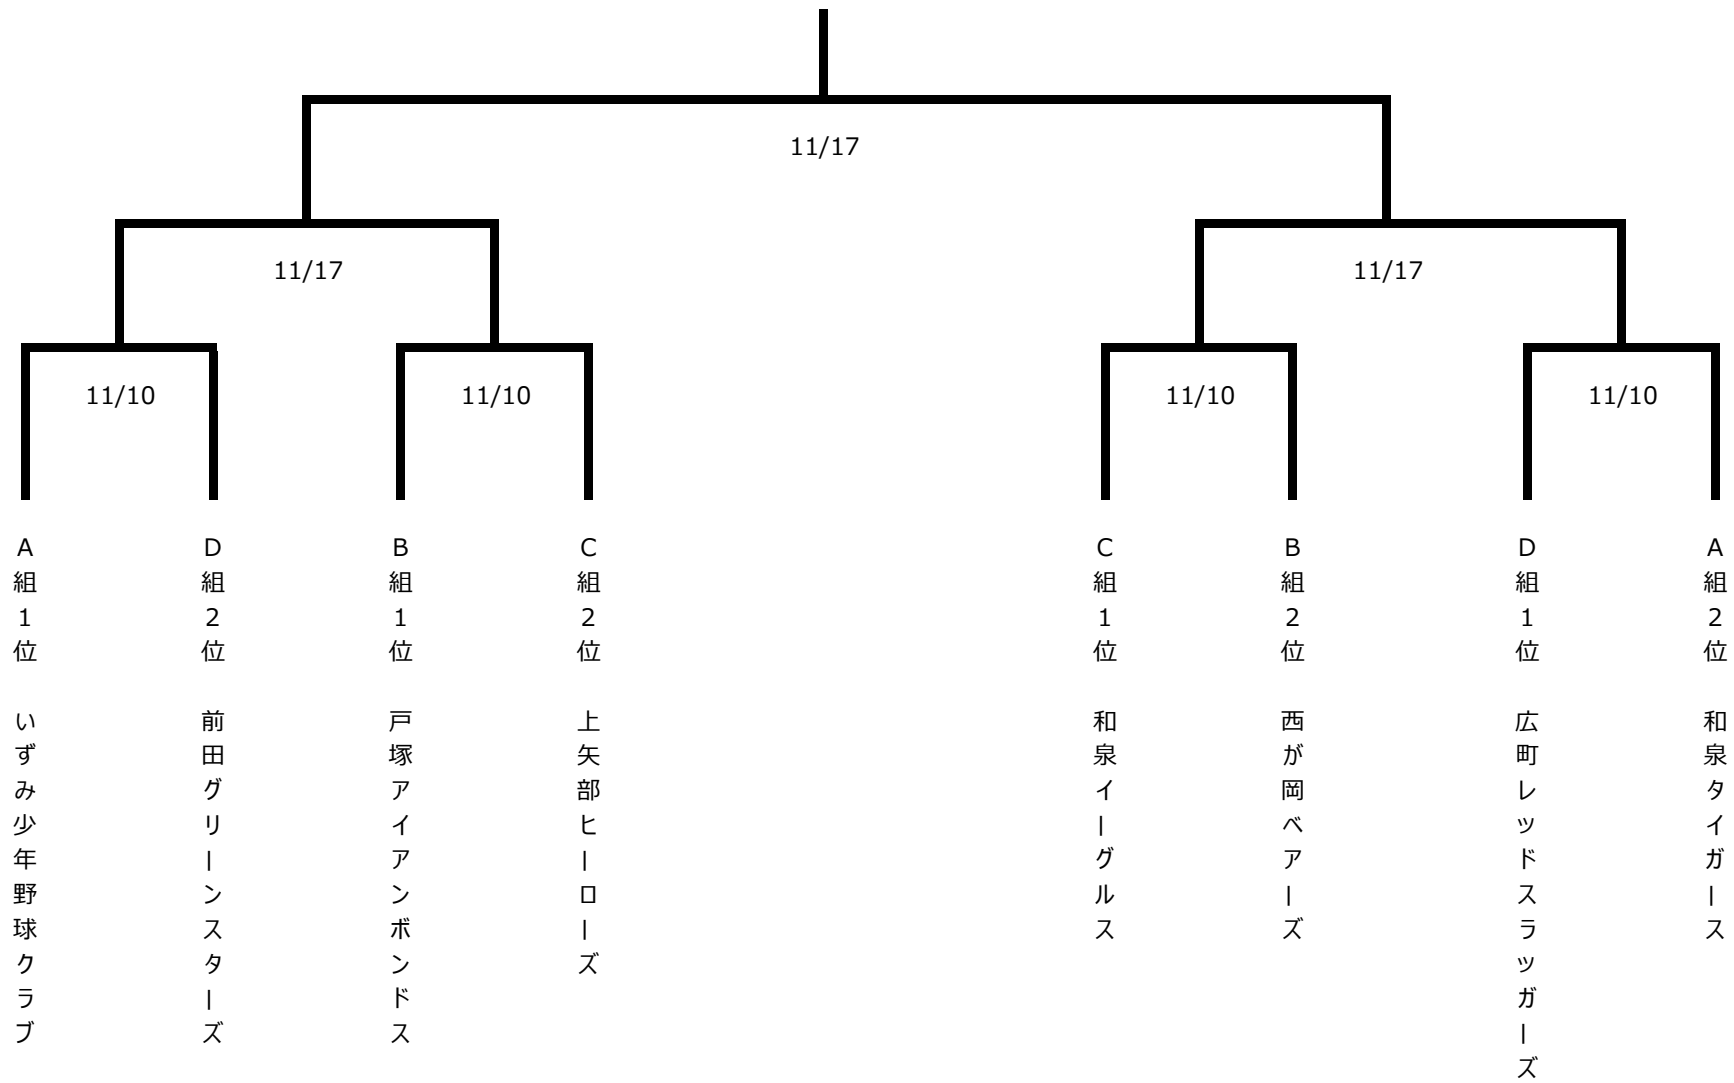 11/17
11/17
11/17
11/10
11/10
11/10
11/10
A組1位 いずみ少年野球クラブ
D組2位 前田グリーンスターズ
B組1位 戸塚アイアンボンドス
C組2位 上矢部ヒーローズ
C組1位 和泉イーグルス
B組2位 西が岡ベアーズ
D組1位 広町レッドスラッガーズ
A組2位 和泉タイガース